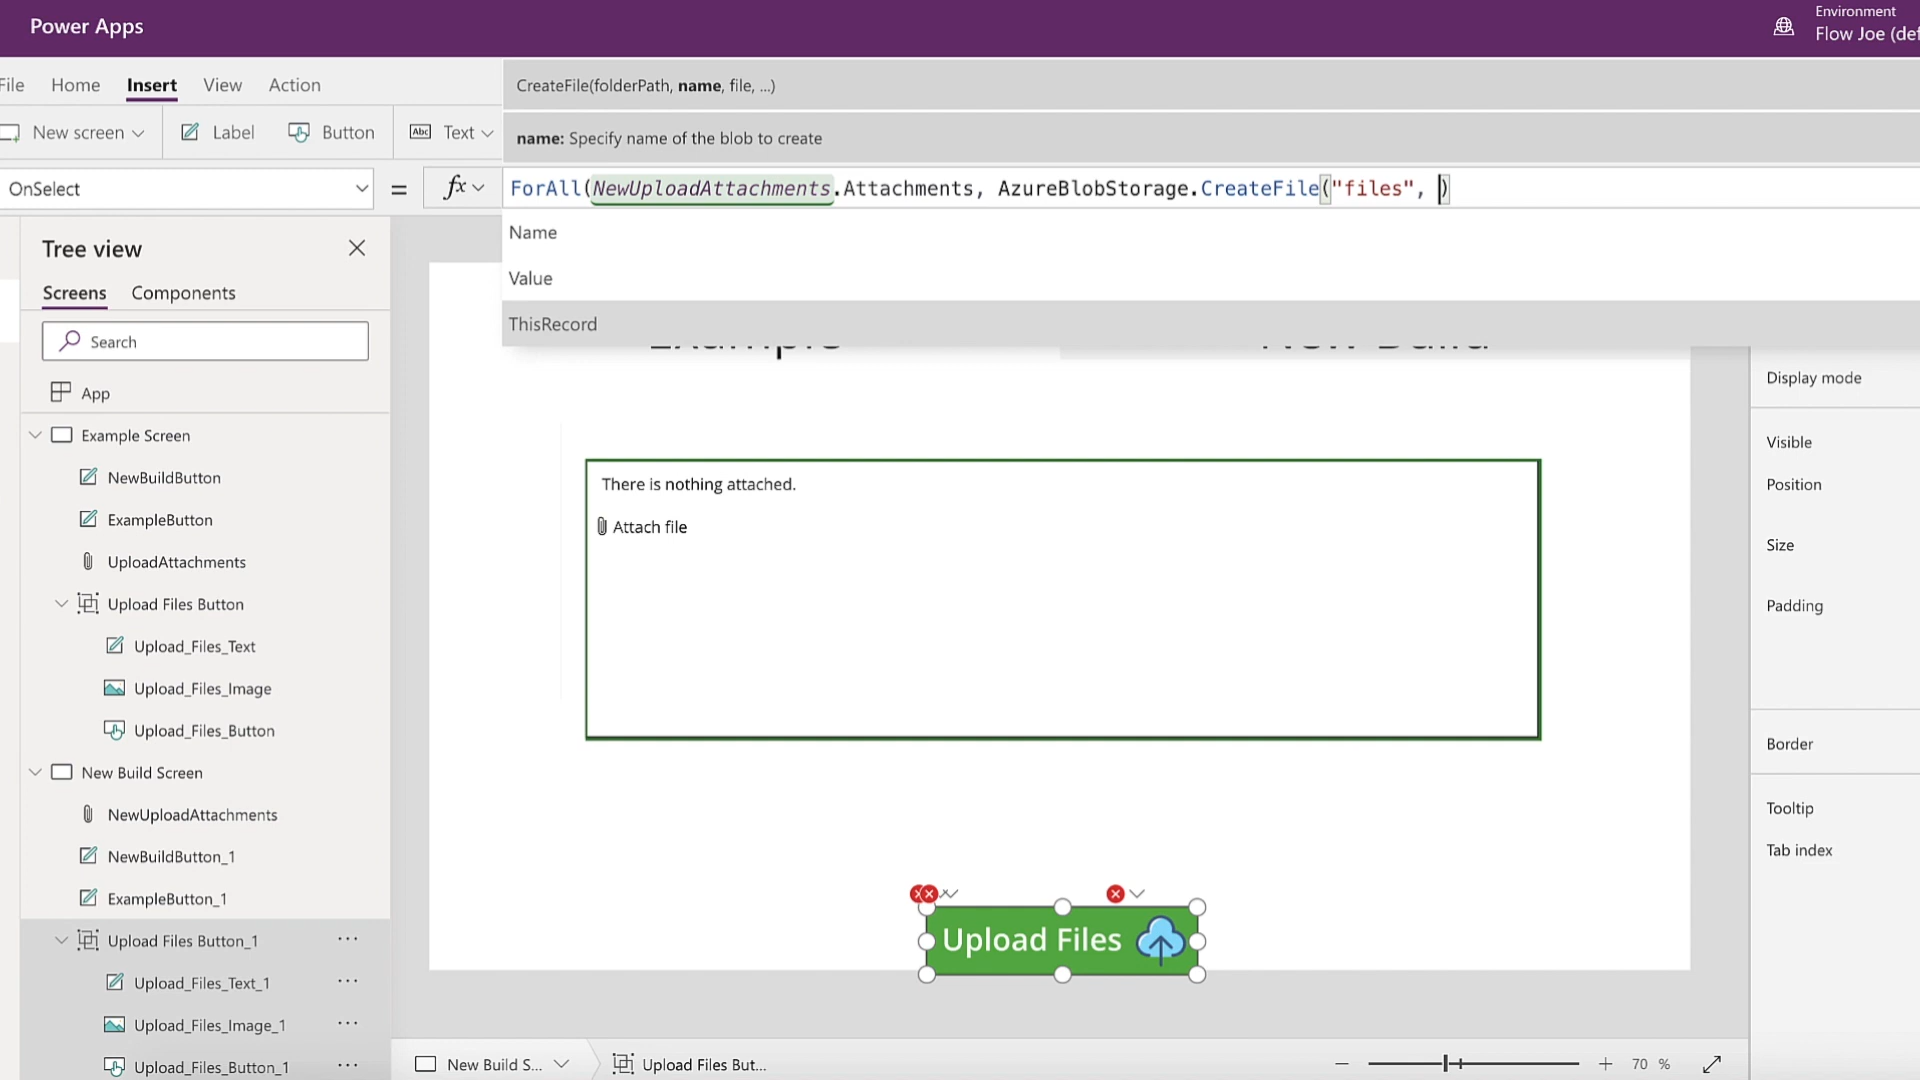 Power Apps
Environment
Flow Joe (def
File Home Insert View Action
CreateFile(folderPath, name, file, ...)
New screen Label Button Abc Text
name: Specify name of the blob to create
OnSelect = fx ForAll(NewUploadAttachments.Attachments, AzureBlobStorage.CreateFile("files", )
Name
Value
ThisRecord
Tree view
Screens Components
Search
App
Example Screen
NewBuildButton
ExampleButton
UploadAttachments
Upload Files Button
Upload_Files_Text
Upload_Files_Image
Upload_Files_Button
New Build Screen
NewUploadAttachments
NewBuildButton_1
ExampleButton_1
Upload Files Button_1 ...
Upload_Files_Text_1 ...
Upload_Files_Image_1 ...
Upload_Files_Button_1 ...
Example New Build
There is nothing attached.
Attach file
Upload Files
Display mode
Visible
Position
Size
Padding
Border
Tooltip
Tab index
New Build S... Upload Files But... 70 %